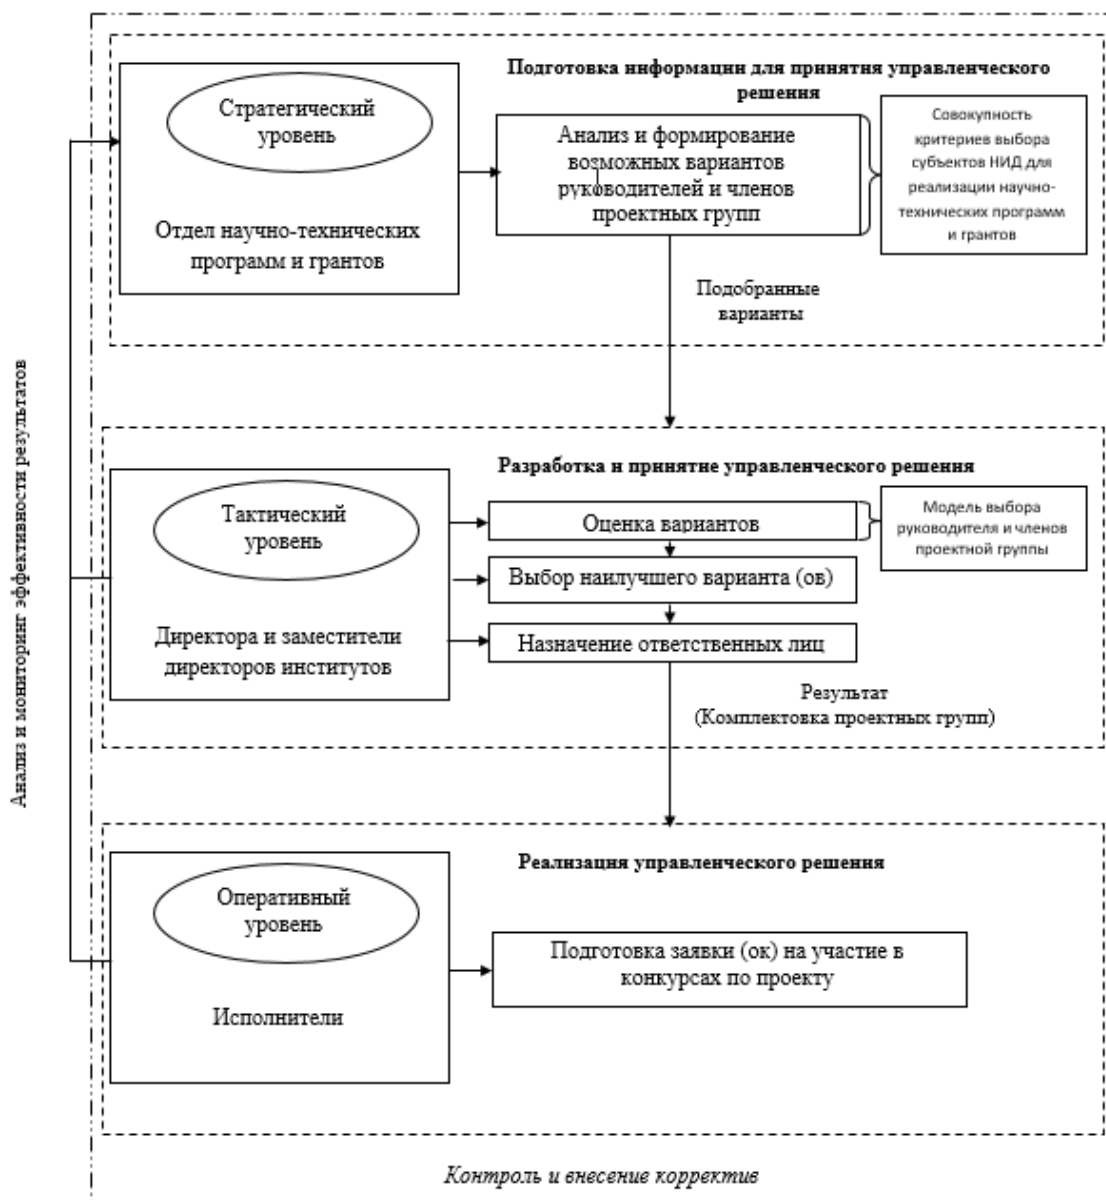 Подготовка информации для принятия управленческого
решения
Стратегический
уровень
Отдел научно-технических
программ и грантов
Анализ и формирование
возможных вариантов
руководителей и членов
проектных групп
Совокупность
критериев выбора
субъектов НИД для
реализации научно-
технических программ
и грантов
Подобранные
варианты
Анализ и мониторинг эффективности результатов
Разработка и принятие управленческого решения
Тактический
уровень
Директора и заместители
директоров институтов
Оценка вариантов
Выбор наилучшего варианта (ов)
Назначение ответственных лиц
Модель выбора
руководителя и членов
проектной группы
Результат
(Комплектовка проектных групп)
Реализация управленческого решения
Оперативный
уровень
Исполнители
Подготовка заявки (ок) на участие в
конкурсах по проекту
Контроль и внесение корректив